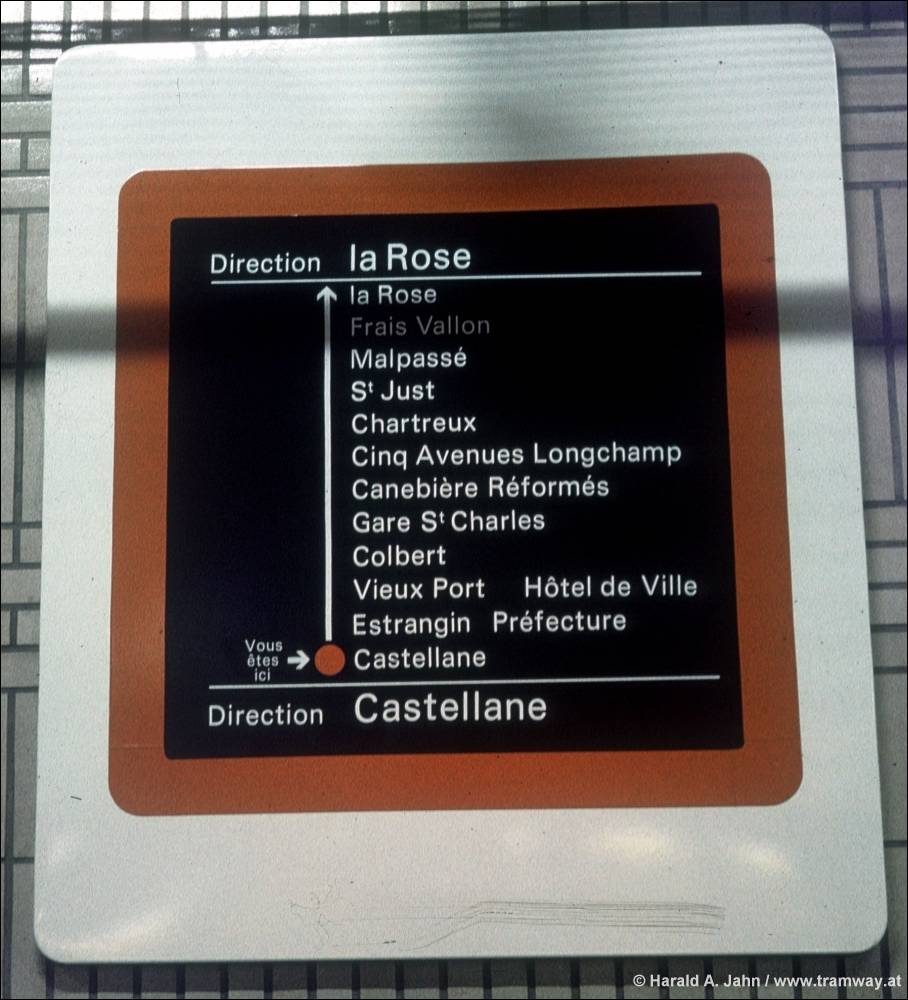 Direction la Rose
la Rose
Frais Vallon
Malpassé
St Just
Chartreux
Cinq Avenues Longchamp
Canebière Réformés
Gare St Charles
Colbert
Vieux Port Hôtel de Ville
Estrangin Préfecture
Vous
êtes
ici
Castellane
Direction Castellane
© Harald A. Jahn / www.tramway.at